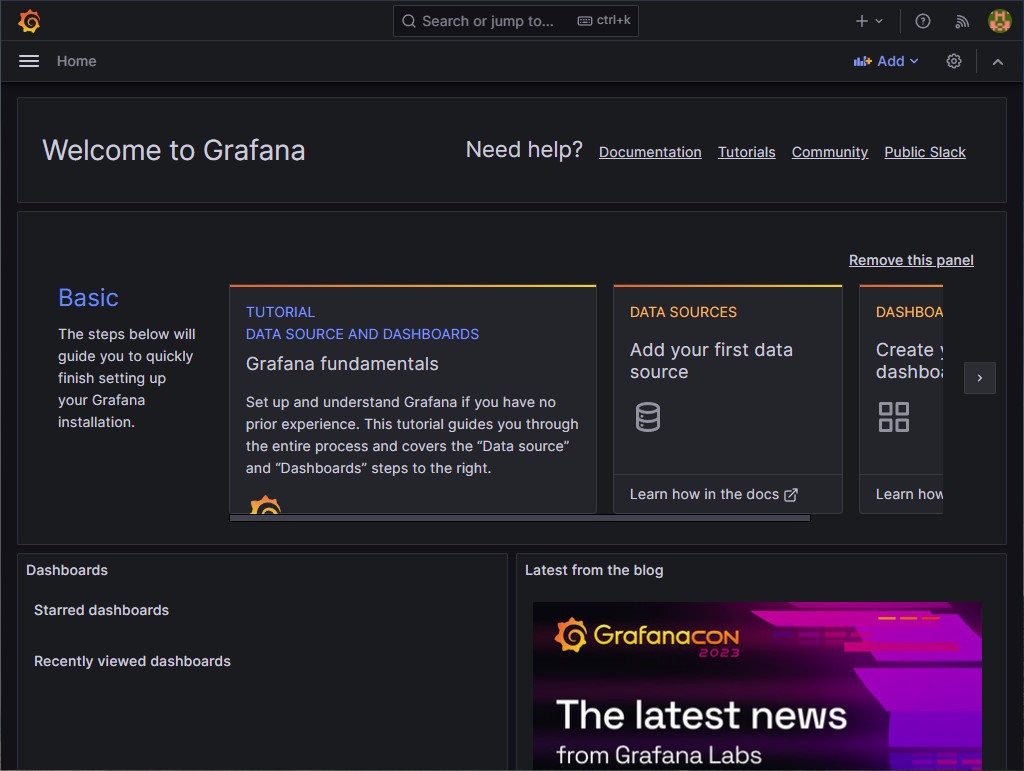 Search or jump to... ctrl+k
Home
Add
Welcome to Grafana
Need help? Documentation Tutorials Community Public Slack
Remove this panel
Basic
The steps below will
guide you to quickly
finish setting up
your Grafana
installation.
TUTORIAL
DATA SOURCE AND DASHBOARDS
Grafana fundamentals
Set up and understand Grafana if you have no
prior experience. This tutorial guides you through
the entire process and covers the “Data source”
and “Dashboards” steps to the right.
DATA SOURCES
Add your first data
source
Learn how in the docs
DASHBOA
Create
dashboa
Learn how
Dashboards
Starred dashboards
Recently viewed dashboards
Latest from the blog
GrafanaCON
2023
The latest news
from Grafana Labs